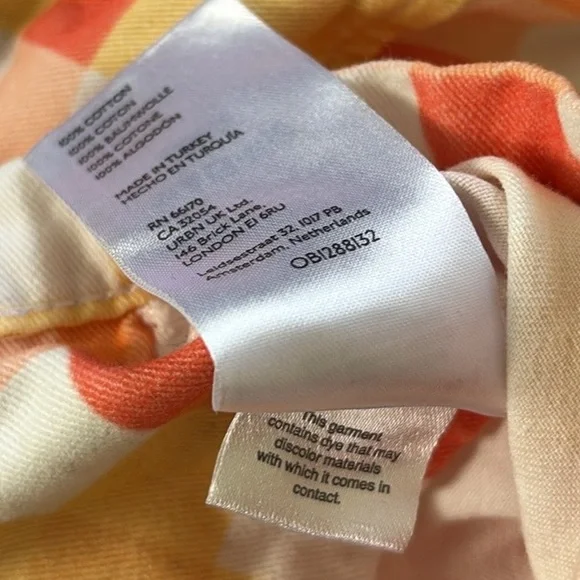 100% COTTON
100% COTON
100% BAUMWOLLE
100% COTONE
100% ALGODÓN
MADE IN TURKEY
HECHO EN TURQUÍA
RN 66170
CA 32054
URBN UK Ltd.
146 Brick Lane,
LONDON E1 6RU
Leidsestraat 32, 1017 PB
Amsterdam, Netherlands
OB1288132
This garment
contains dye that may
discolor materials
with which it comes in
contact.